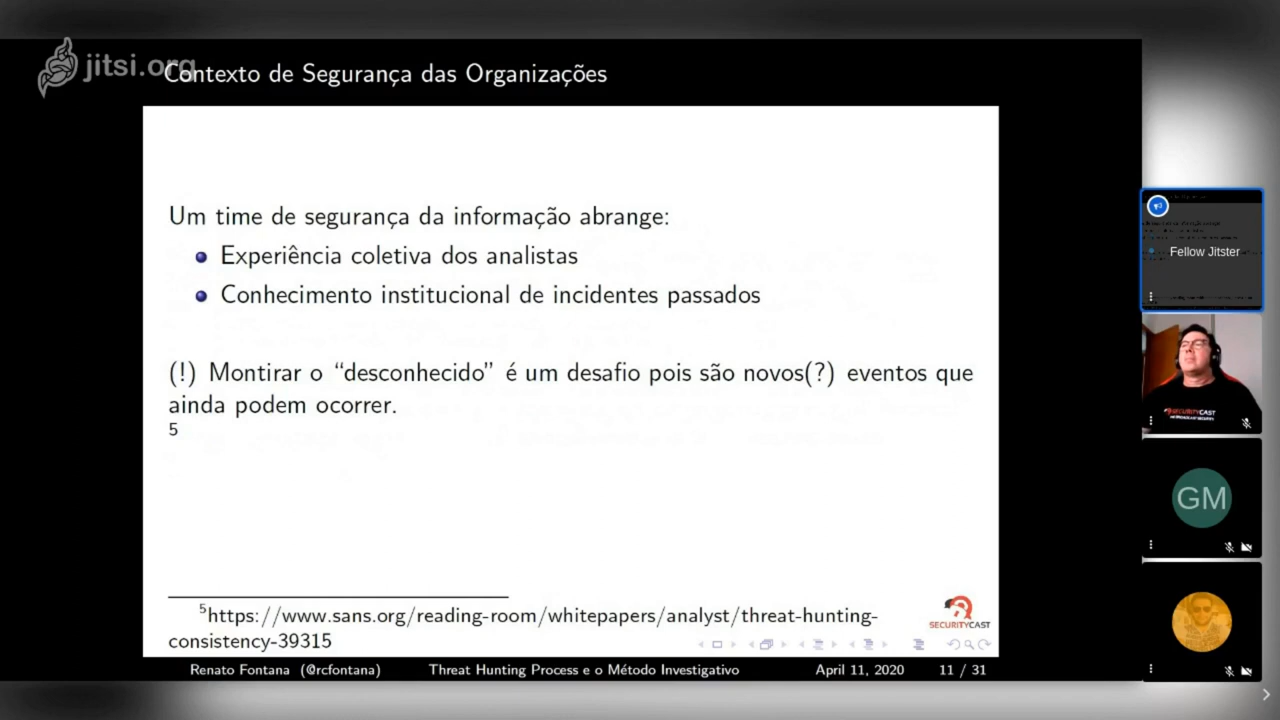 jitsi.org
Contexto de Segurança das Organizações
Um time de segurança da informação abrange:
Experiência coletiva dos analistas
Conhecimento institucional de incidentes passados
(!) Montirar o “desconhecido” é um desafio pois são novos(?) eventos que
ainda podem ocorrer.
5
5https://www.sans.org/reading-room/whitepapers/analyst/threat-hunting-
consistency-39315
SECURITYCAST
Renato Fontana (@rcfontana) Threat Hunting Process e o Método Investigativo April 11, 2020 11 / 31
Fellow Jitster
SECURITYCAST
GM